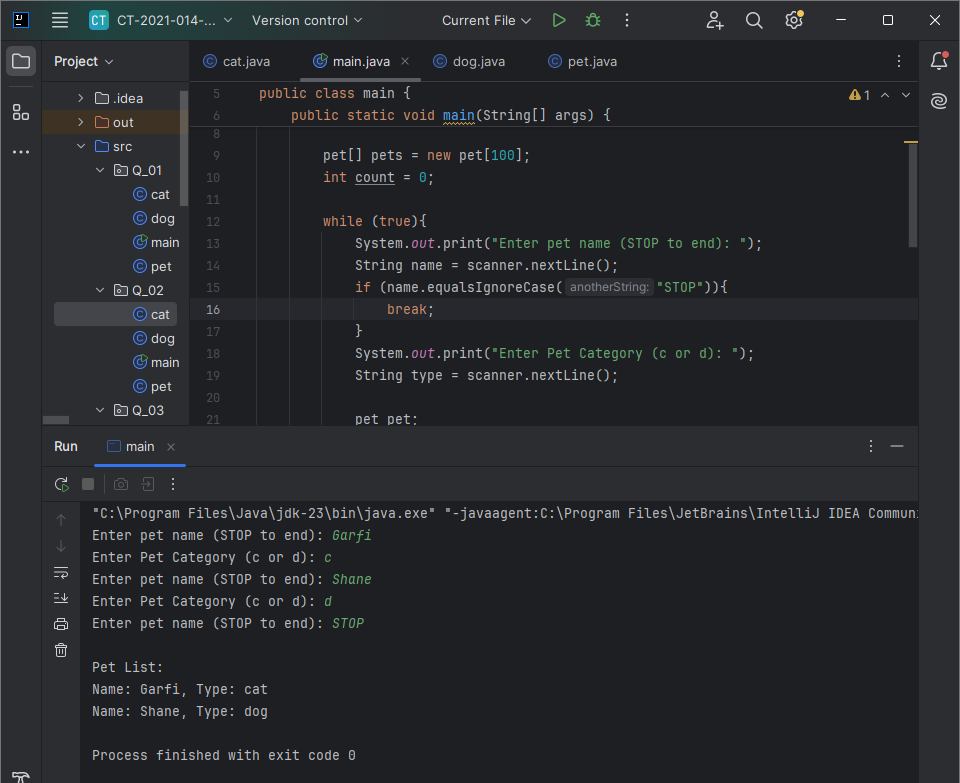 CT CT-2021-014-... Version control Current File
Project
cat.java main.java dog.java pet.java
.idea
out
src
Q_01
cat
dog
main
pet
Q_02
cat
dog
main
pet
Q_03
1
5 public class main {
6 public static void main(String[] args) {
8
9 pet[] pets = new pet[100];
10 int count = 0;
11
12 while (true){
13 System.out.print("Enter pet name (STOP to end): ");
14 String name = scanner.nextLine();
15 if (name.equalsIgnoreCase( anotherString: "STOP")){
16 break;
17 }
18 System.out.print("Enter Pet Category (c or d): ");
19 String type = scanner.nextLine();
20
21 pet pet;
Run main
"C:\Program Files\Java\jdk-23\bin\java.exe" "-javaagent:C:\Program Files\JetBrains\IntelliJ IDEA Communi
Enter pet name (STOP to end): Garfi
Enter Pet Category (c or d): c
Enter pet name (STOP to end): Shane
Enter Pet Category (c or d): d
Enter pet name (STOP to end): STOP
Pet List:
Name: Garfi, Type: cat
Name: Shane, Type: dog
Process finished with exit code 0